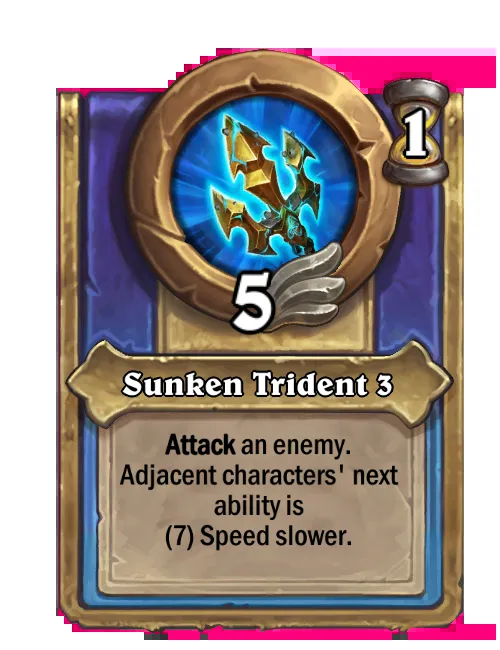 1
5
Sunken Trident 3
Attack an enemy.
Adjacent characters' next
ability is
(7) Speed slower.